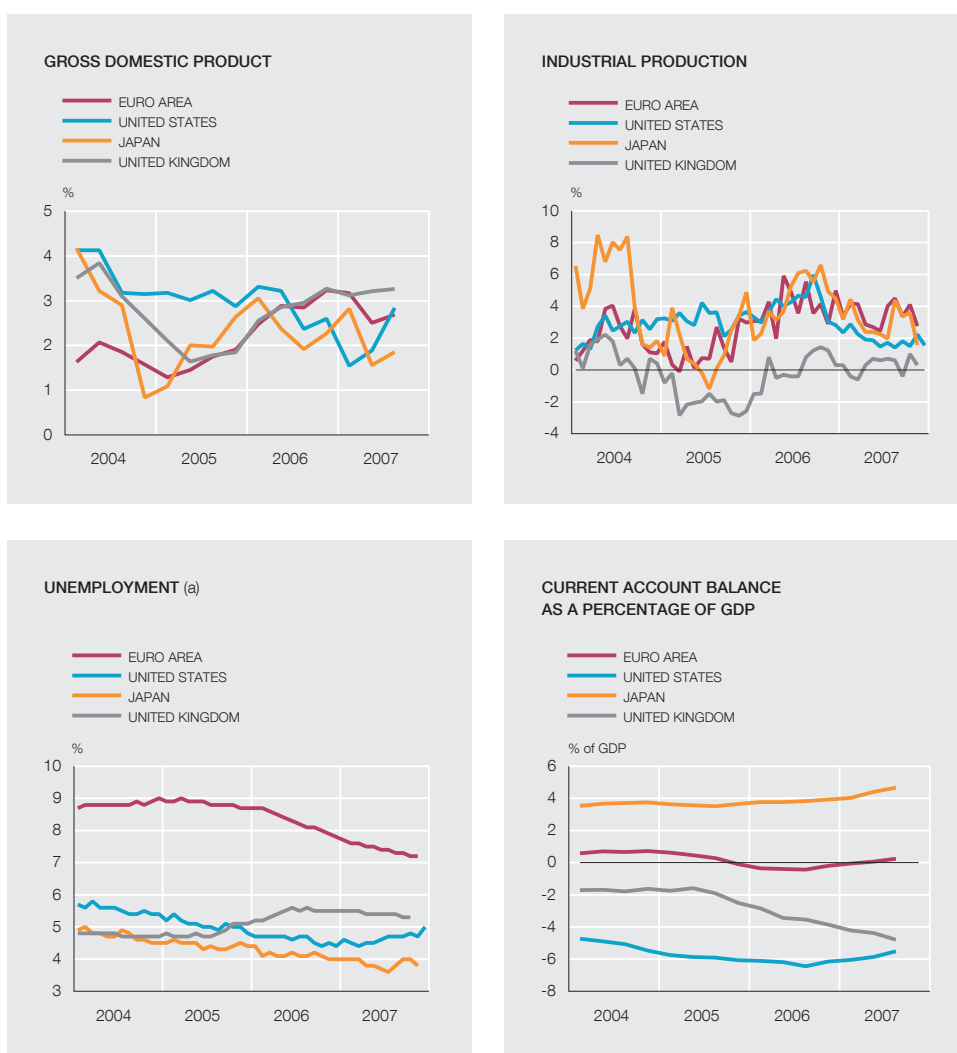 GROSS DOMESTIC PRODUCT
EURO AREA
UNITED STATES
JAPAN
UNITED KINGDOM
%
5
4
3
2
1
0
2004 2005 2006 2007
INDUSTRIAL PRODUCTION
EURO AREA
UNITED STATES
JAPAN
UNITED KINGDOM
%
10
8
6
4
2
0
-2
-4
2004 2005 2006 2007
UNEMPLOYMENT (a)
EURO AREA
UNITED STATES
JAPAN
UNITED KINGDOM
%
10
9
8
7
6
5
4
3
2004 2005 2006 2007
CURRENT ACCOUNT BALANCE
AS A PERCENTAGE OF GDP
EURO AREA
UNITED STATES
JAPAN
UNITED KINGDOM
% of GDP
6
4
2
0
-2
-4
-6
-8
2004 2005 2006 2007